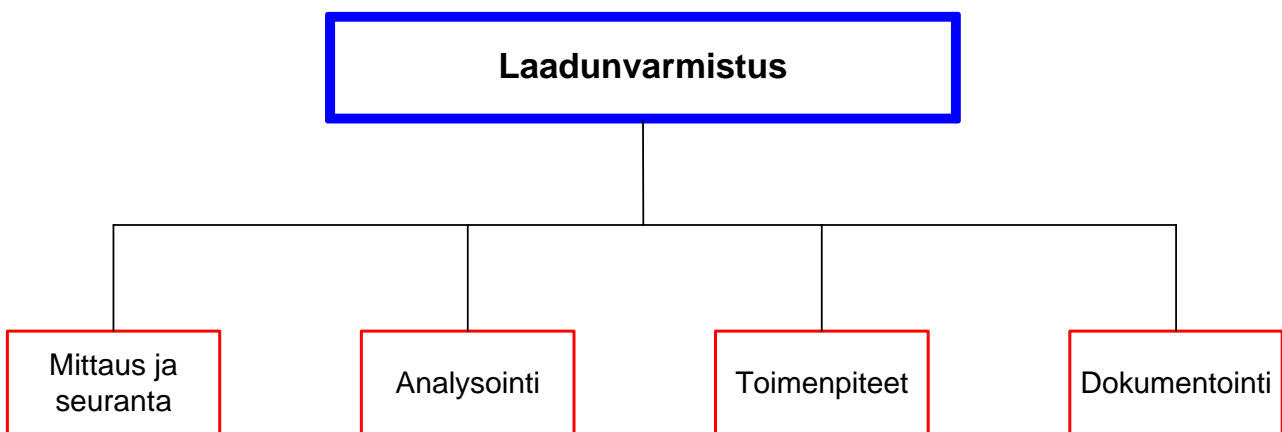 Laadunvarmistus
Mittaus ja
seuranta
Analysointi
Toimenpiteet
Dokumentointi